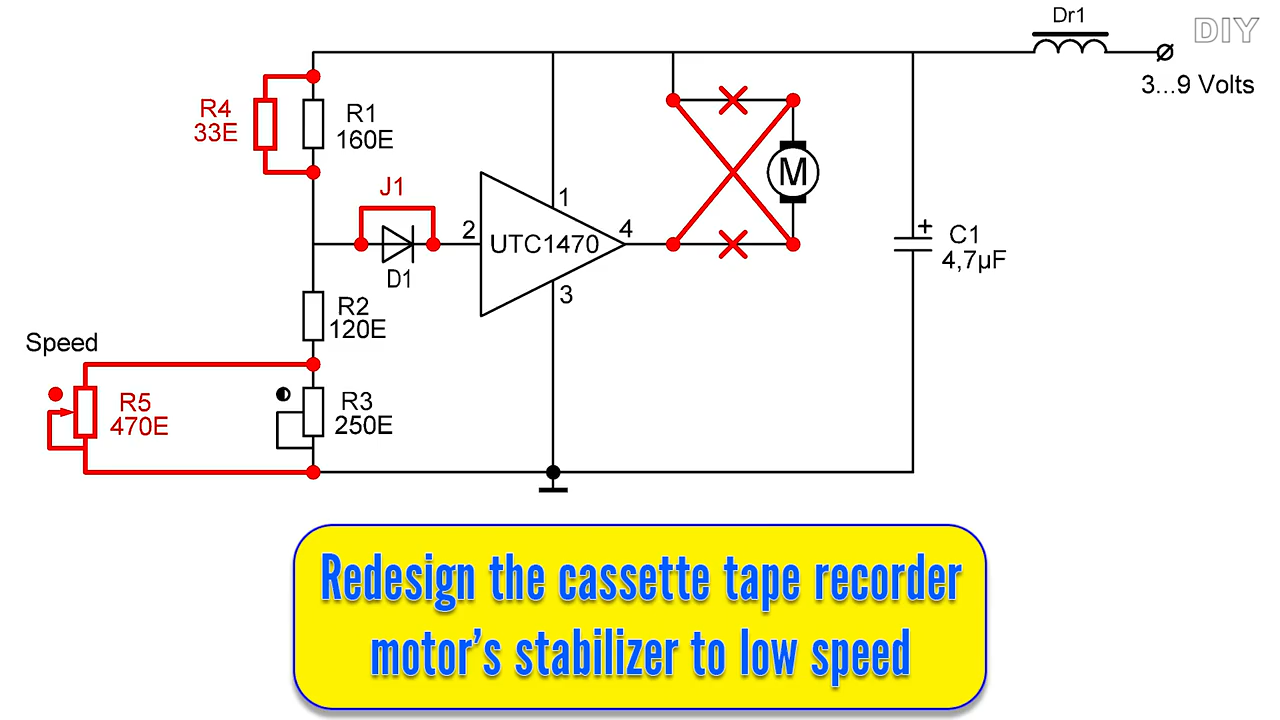 Dr1
DIY
3...9 Volts
R4
33E
R1
160E
J1
M
1
2
UTC1470
4
+
C1
4,7µF
D1
3
R2
120E
Speed
R5
470E
R3
250E
Redesign the cassette tape recorder
motor’s stabilizer to low speed